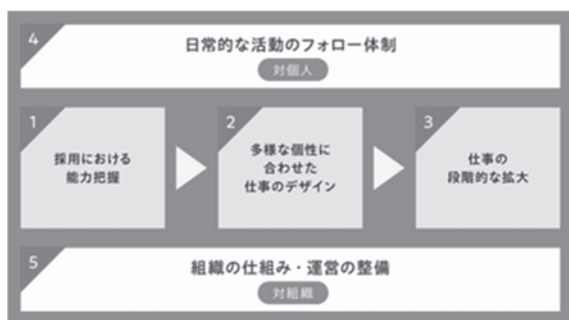 4
日常的な活動のフォロー体制
対個人
1
採用における
能力把握
2
多様な個性に
合わせた
仕事のデザイン
3
仕事の
段階的な拡大
5
組織の仕組み・運営の整備
対組織